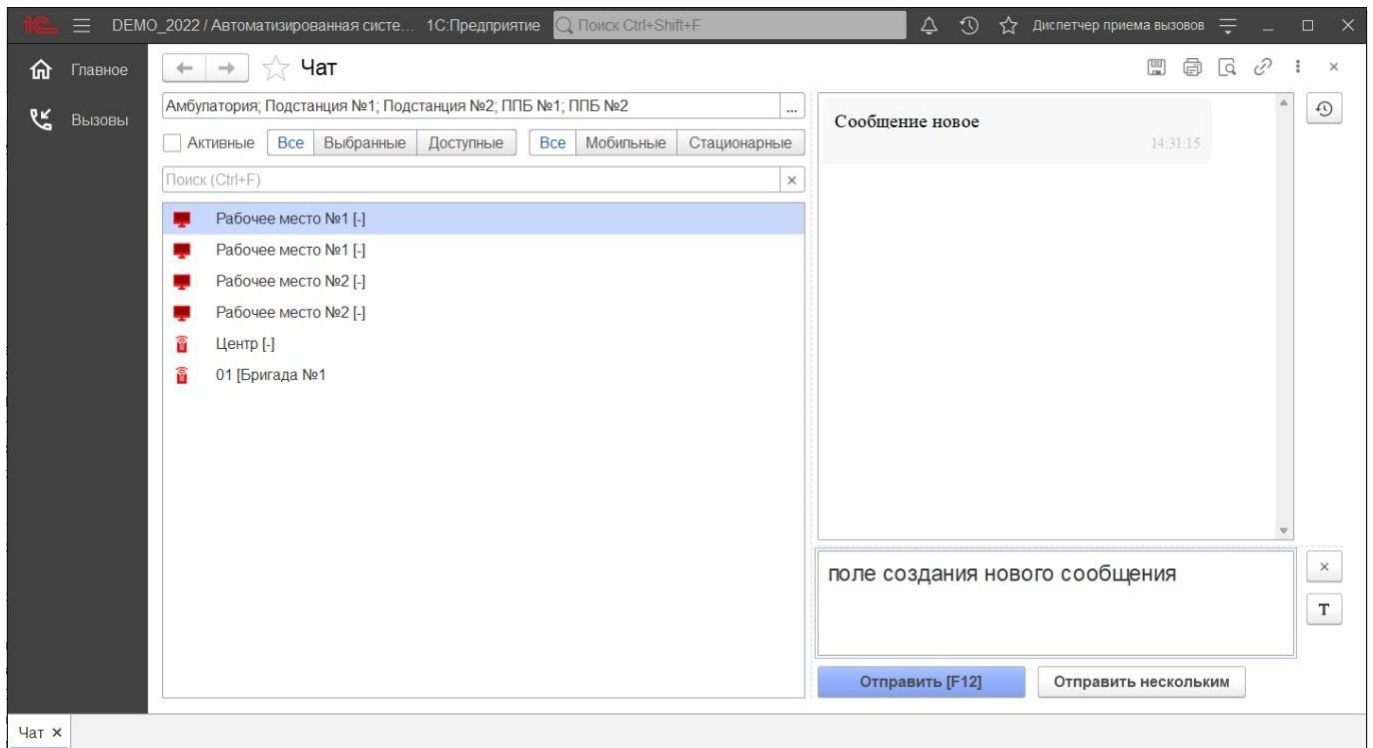 1С DEMO_2022 / Автоматизированная систе... 1С:Предприятие Поиск Ctrl+Shift+F Диспетчер приема вызовов
Главное
Вызовы
Чат
Амбулатория; Подстанция №1; Подстанция №2; ППБ №1; ППБ №2 ...
Активные Все Выбранные Доступные Все Мобильные Стационарные
Поиск (Ctrl+F)
Рабочее место №1 [-]
Рабочее место №1 [-]
Рабочее место №2 [-]
Рабочее место №2 [-]
Центр [-]
01 [Бригада №1
Сообщение новое
14:31:15
поле создания нового сообщения
T
Отправить [F12] Отправить нескольким
Чат